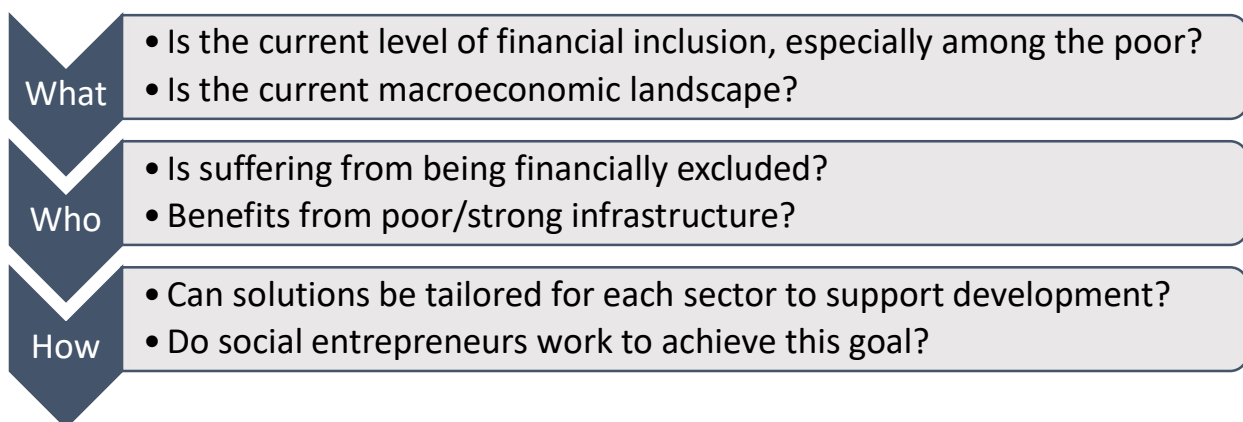 What
• Is the current level of financial inclusion, especially among the poor?
• Is the current macroeconomic landscape?
Who
• Is suffering from being financially excluded?
• Benefits from poor/strong infrastructure?
How
• Can solutions be tailored for each sector to support development?
• Do social entrepreneurs work to achieve this goal?